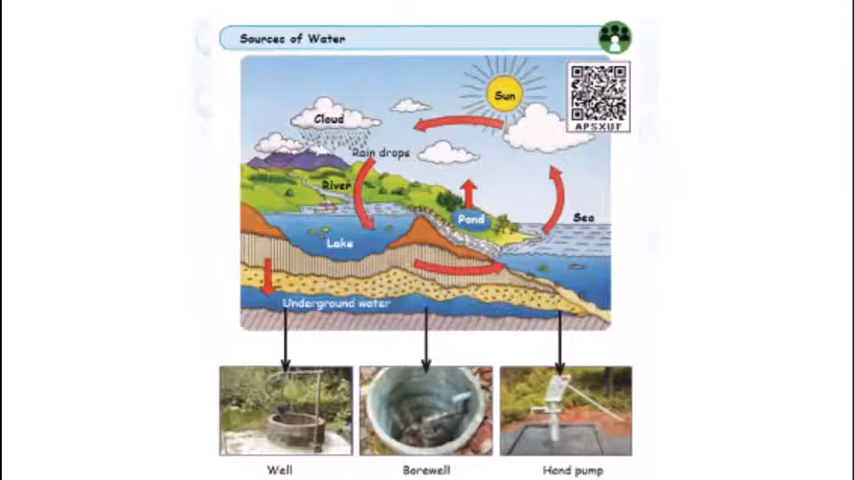 Sources of Water
Sun
Cloud
APSXUF
Rain drops
River
Pond
Sea
Lake
Underground water
Well
Borewell
Hand pump